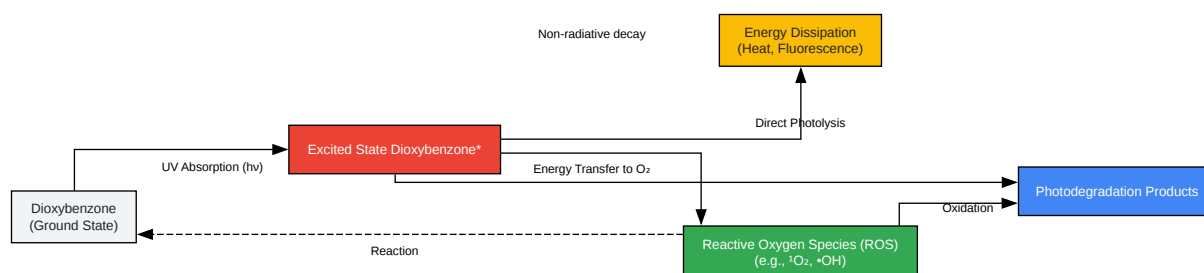 Non-radiative decay
Energy Dissipation
(Heat, Fluorescence)
Direct Photolysis
Excited State Dioxybenzone*
UV Absorption (hν)
Energy Transfer to O₂
Photodegradation Products
Dioxybenzone
(Ground State)
Oxidation
Reaction
Reactive Oxygen Species (ROS)
(e.g., ¹O₂, •OH)